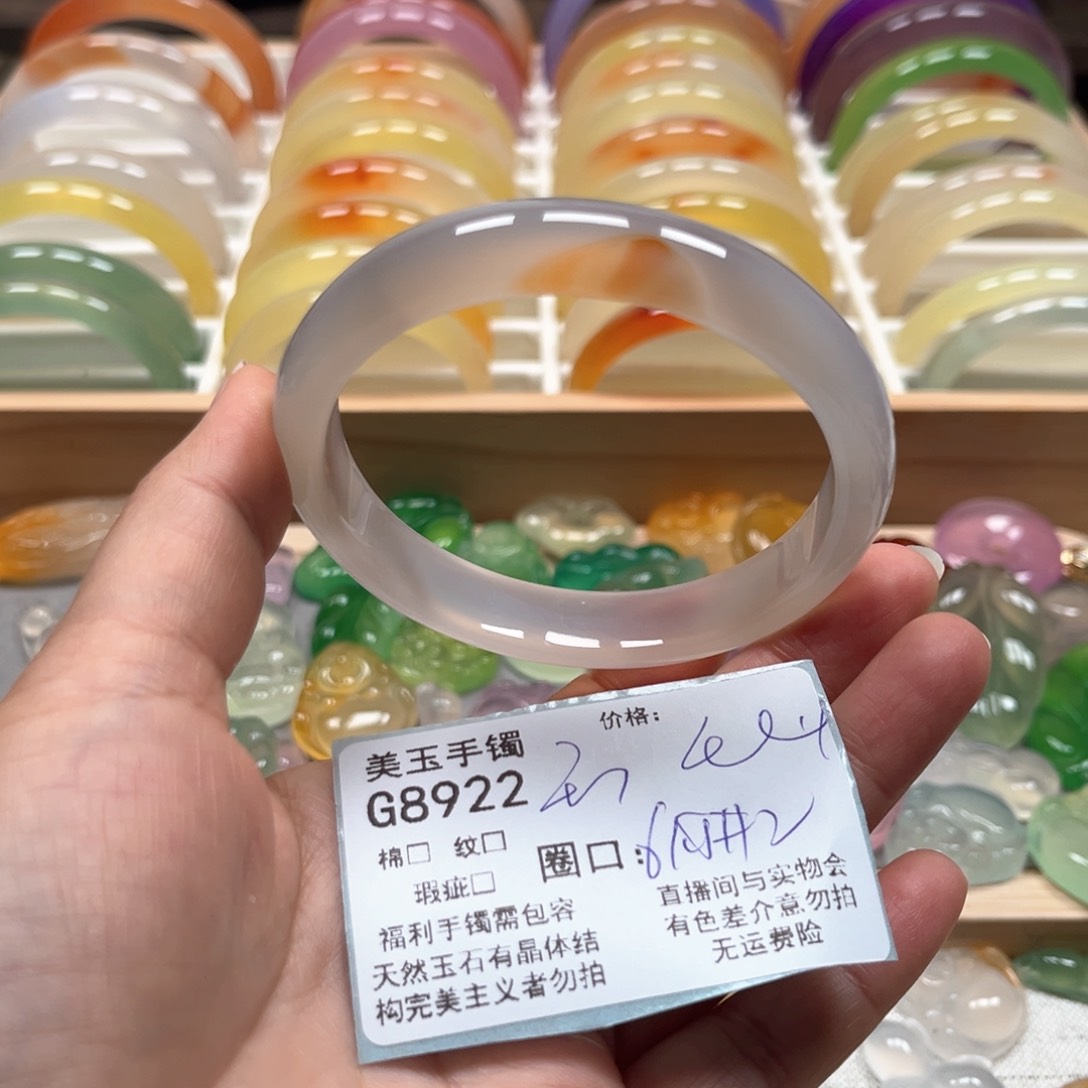 价格:
美玉手镯
G8922
棉□ 纹□
圈口:
瑕疵□
福利手镯需包容
天然玉石有晶体结
构完美主义者勿拍
直播间与实物会
有色差介意勿拍
无运费险